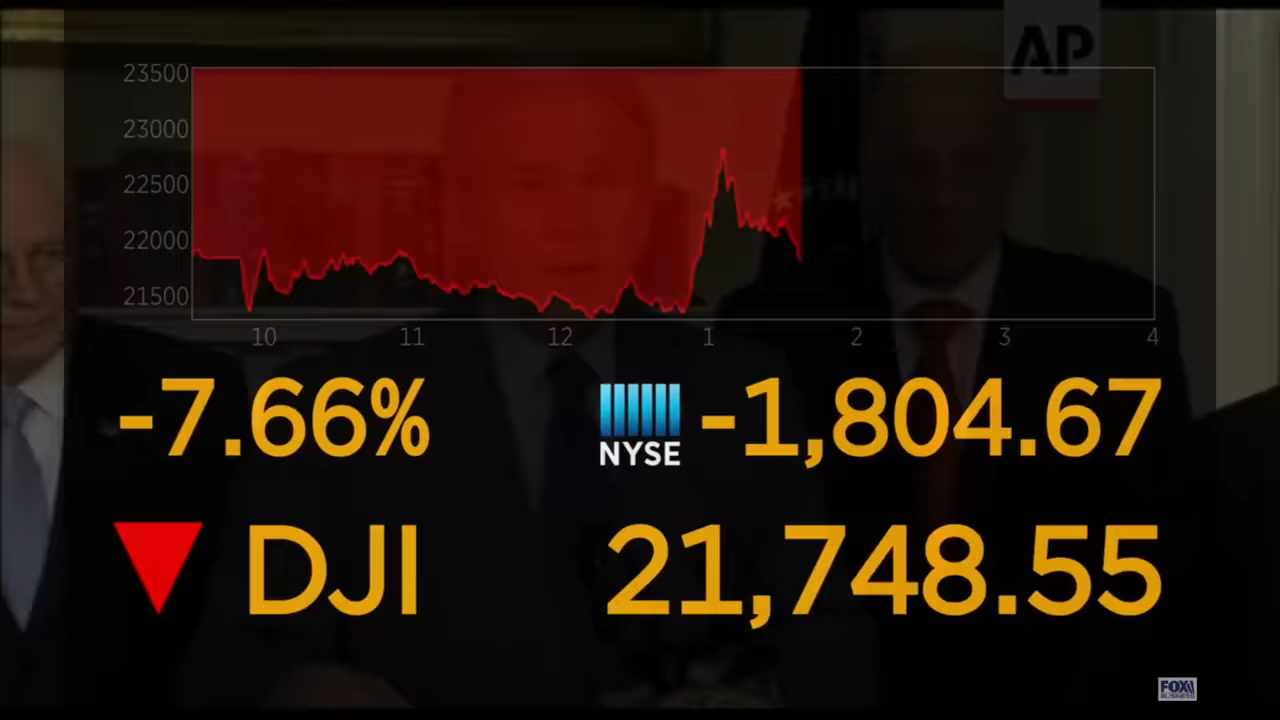 AP
23500
23000
22500
22000
21500
10 11 12 1 2 3 4
-7.66% NYSE -1,804.67
DJI 21,748.55
FOX
BUSINESS